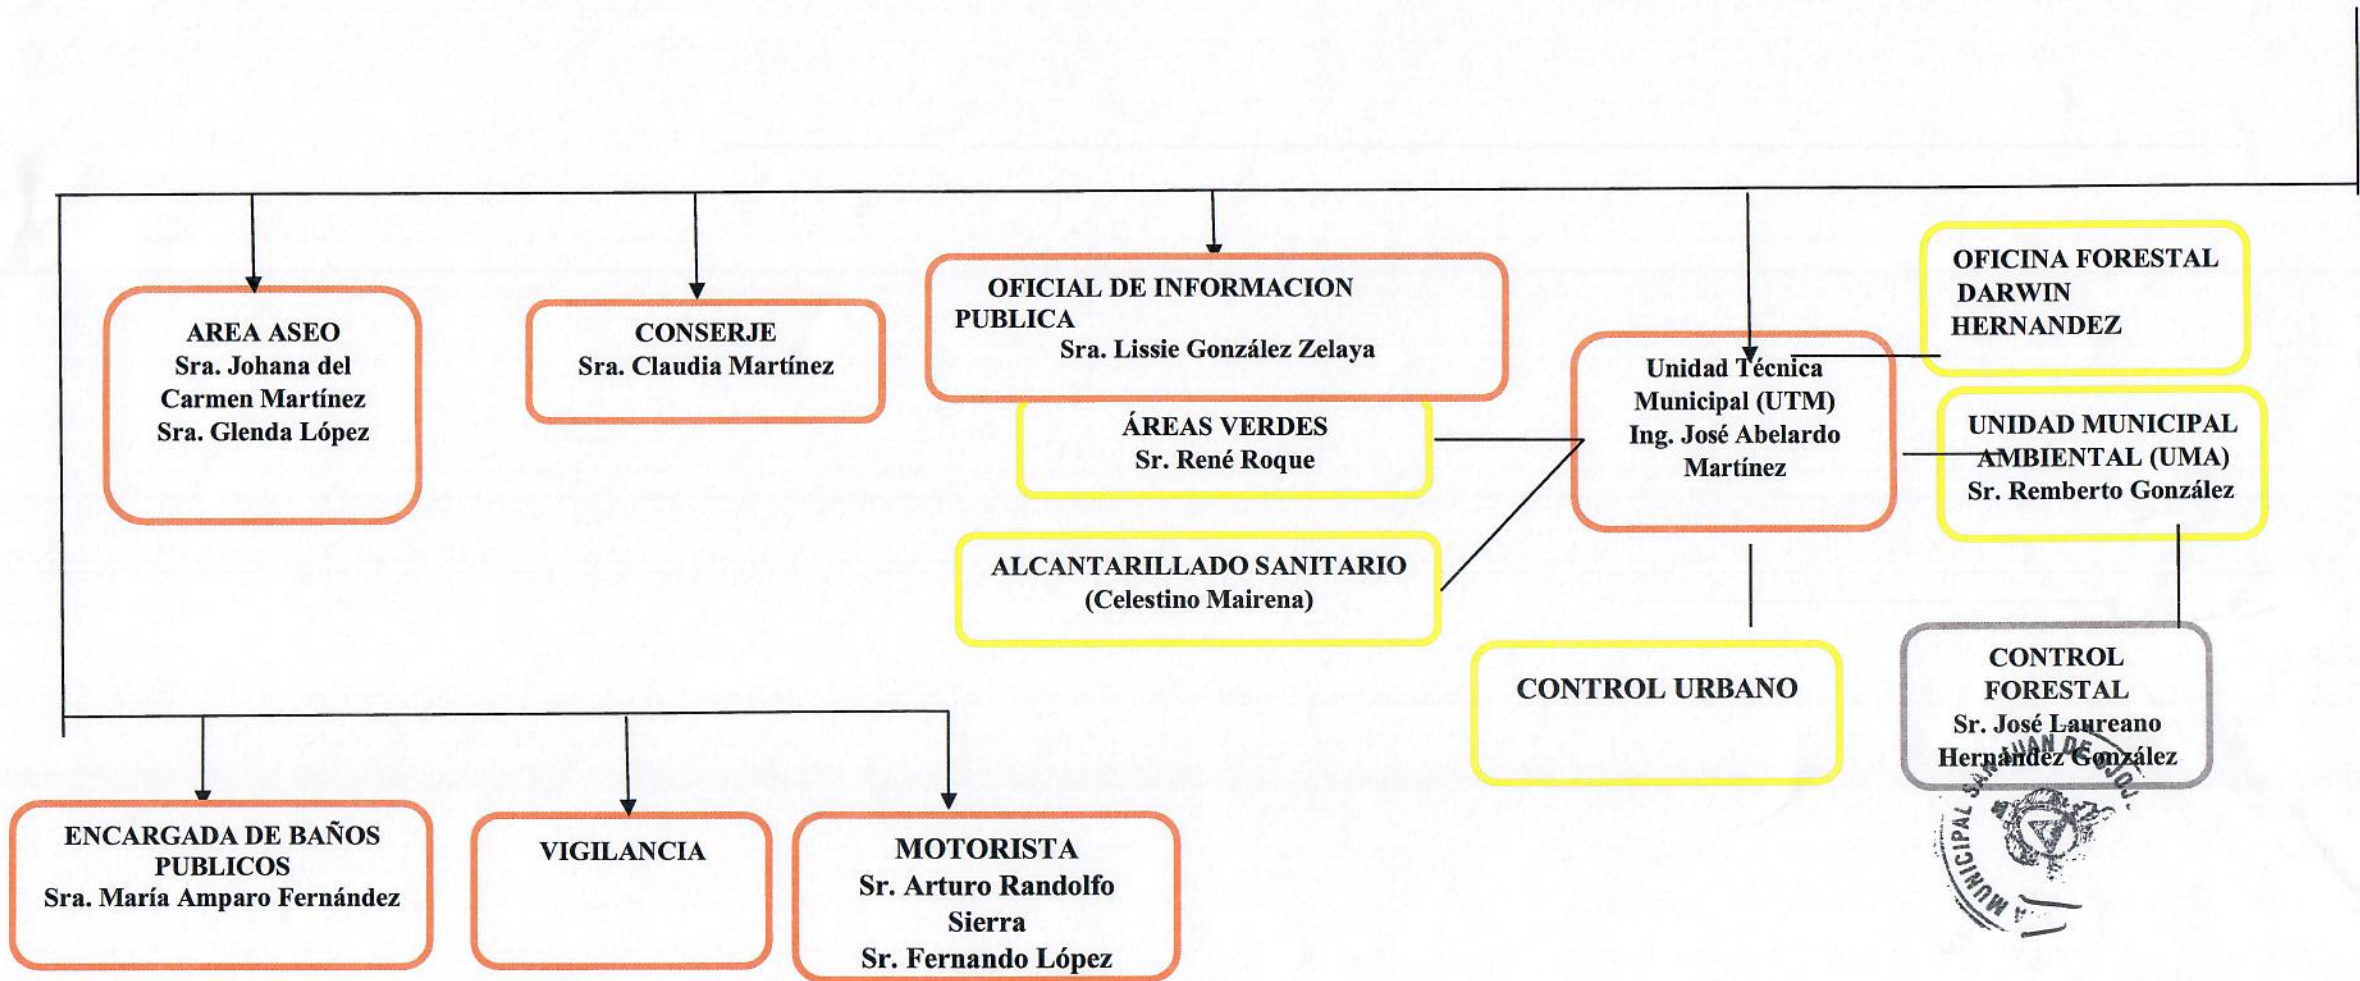 AREA ASEO
Sra. Johana del
Carmen Martínez
Sra. Glenda López
CONSERJE
Sra. Claudia Martínez
OFICIAL DE INFORMACION
PUBLICA
Sra. Lissie González Zelaya
ÁREAS VERDES
Sr. René Roque
ALCANTARILLADO SANITARIO
(Celestino Mairena)
Unidad Técnica
Municipal (UTM)
Ing. José Abelardo
Martínez
OFICINA FORESTAL
DARWIN
HERNANDEZ
UNIDAD MUNICIPAL
AMBIENTAL (UMA)
Sr. Remberto González
CONTROL URBANO
CONTROL
FORESTAL
Sr. José Laureano
Hernández González
ENCARGADA DE BAÑOS
PUBLICOS
Sra. María Amparo Fernández
VIGILANCIA
MOTORISTA
Sr. Arturo Randolfo
Sierra
Sr. Fernando López
A MUNICIPAL SAN JUAN DE OJOJ